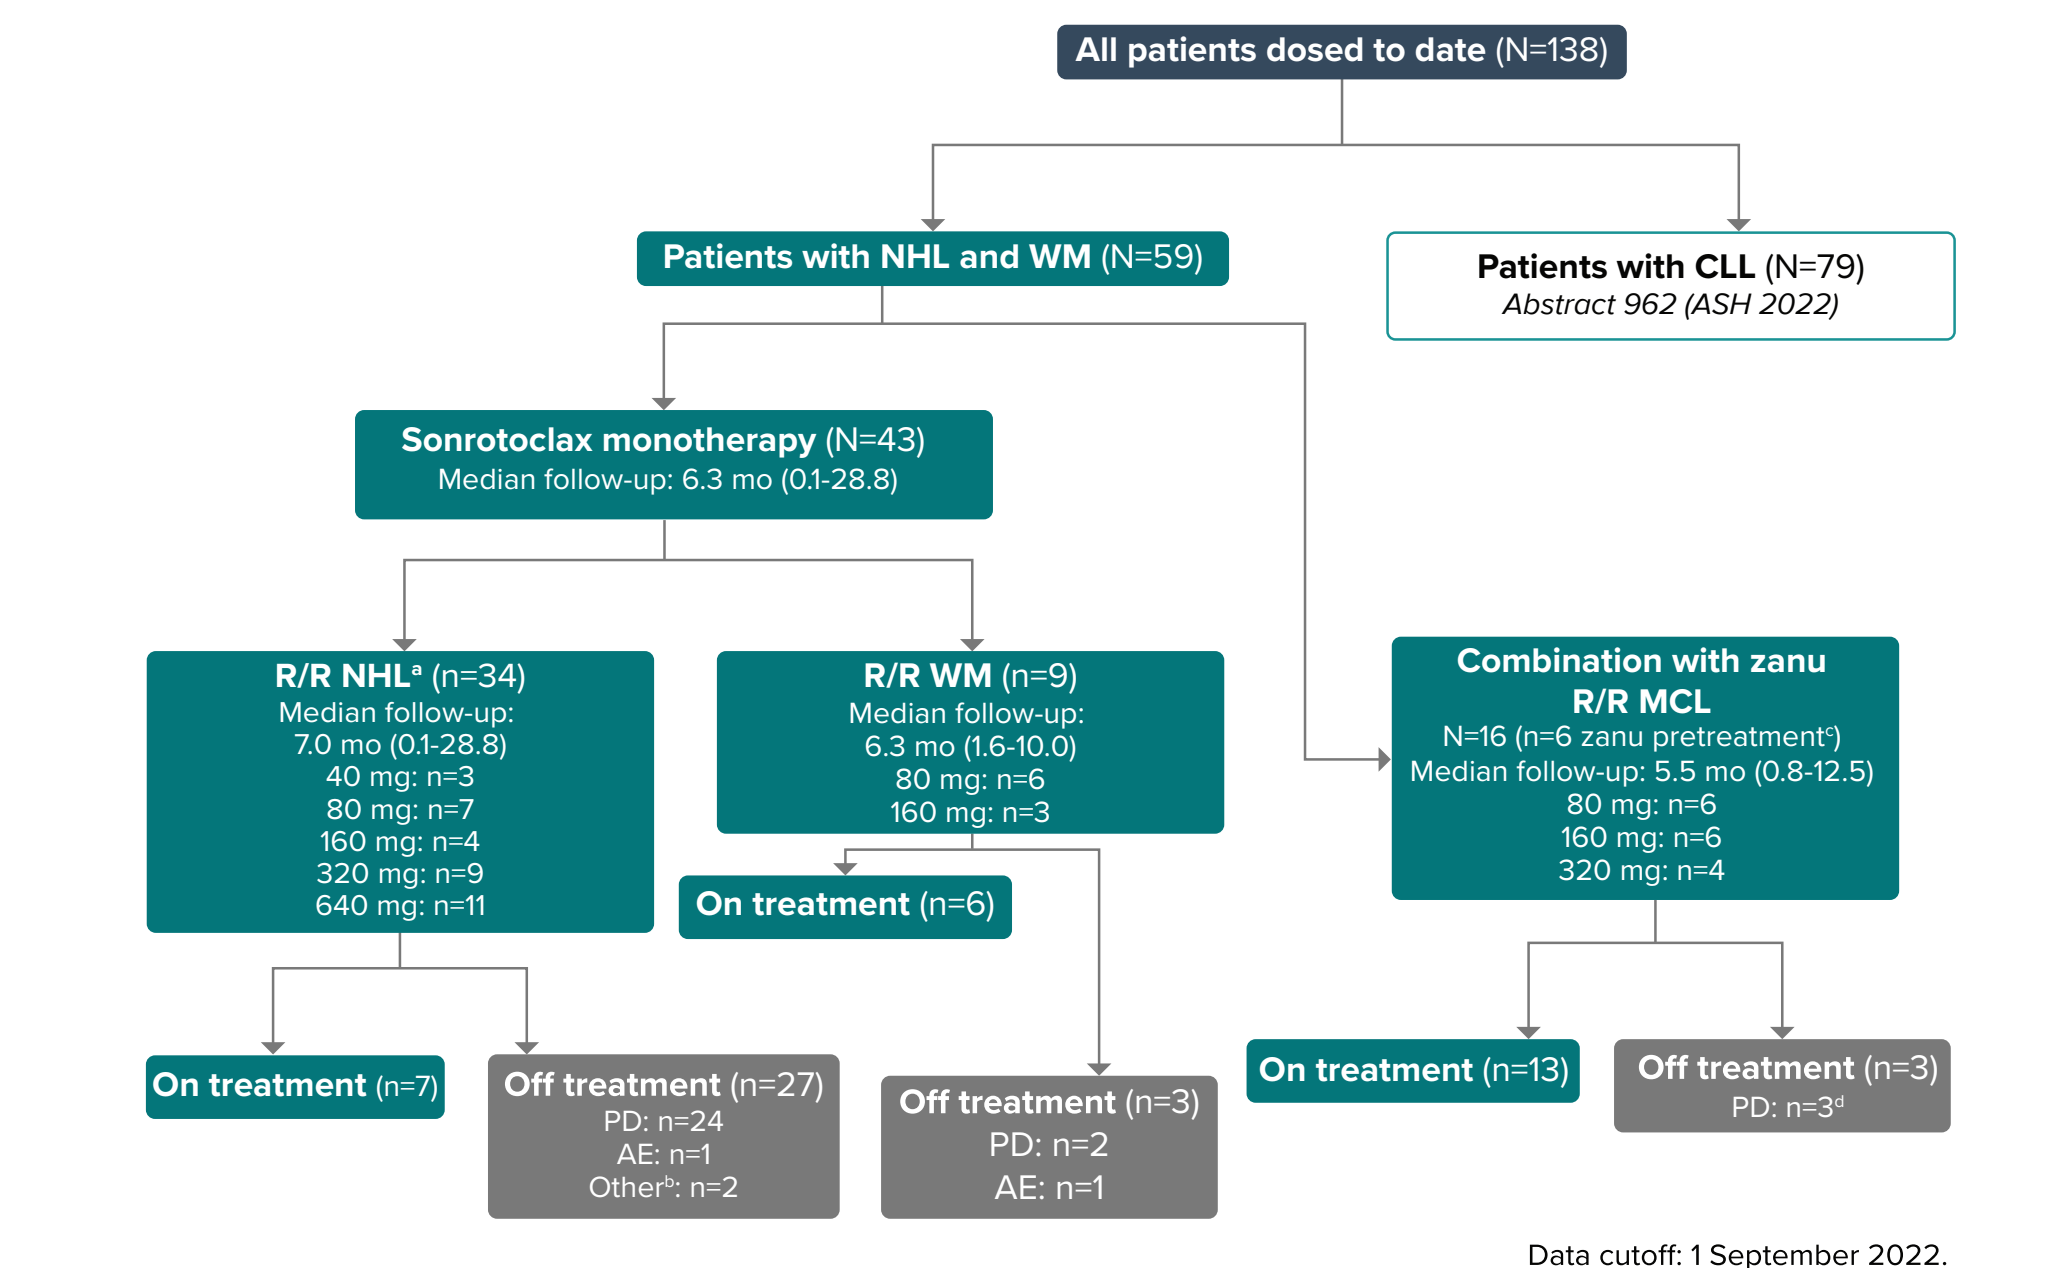 All patients dosed to date (N=138)
Patients with NHL and WM (N=59)
Patients with CLL (N=79)
Abstract 962 (ASH 2022)
Sonrotoclax monotherapy (N=43)
Median follow-up: 6.3 mo (0.1-28.8)
R/R NHLᵃ (n=34)
Median follow-up:
7.0 mo (0.1-28.8)
40 mg: n=3
80 mg: n=7
160 mg: n=4
320 mg: n=9
640 mg: n=11
R/R WM (n=9)
Median follow-up:
6.3 mo (1.6-10.0)
80 mg: n=6
160 mg: n=3
Combination with zanu
R/R MCL
N=16 (n=6 zanu pretreatmentᶜ)
Median follow-up: 5.5 mo (0.8-12.5)
80 mg: n=6
160 mg: n=6
320 mg: n=4
On treatment (n=7)
Off treatment (n=27)
PD: n=24
AE: n=1
Otherᵇ: n=2
On treatment (n=6)
Off treatment (n=3)
PD: n=2
AE: n=1
On treatment (n=13)
Off treatment (n=3)
PD: n=3ᵈ
Data cutoff: 1 September 2022.